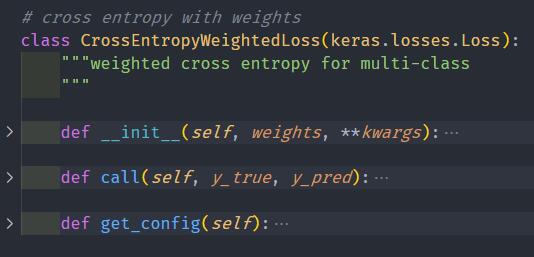 # cross entropy with weights
class CrossEntropyWeightedLoss(keras.losses.Loss):
"""weighted cross entropy for multi-class
"""
def __init__(self, weights, **kwargs):···
def call(self, y_true, y_pred):···
def get_config(self):···